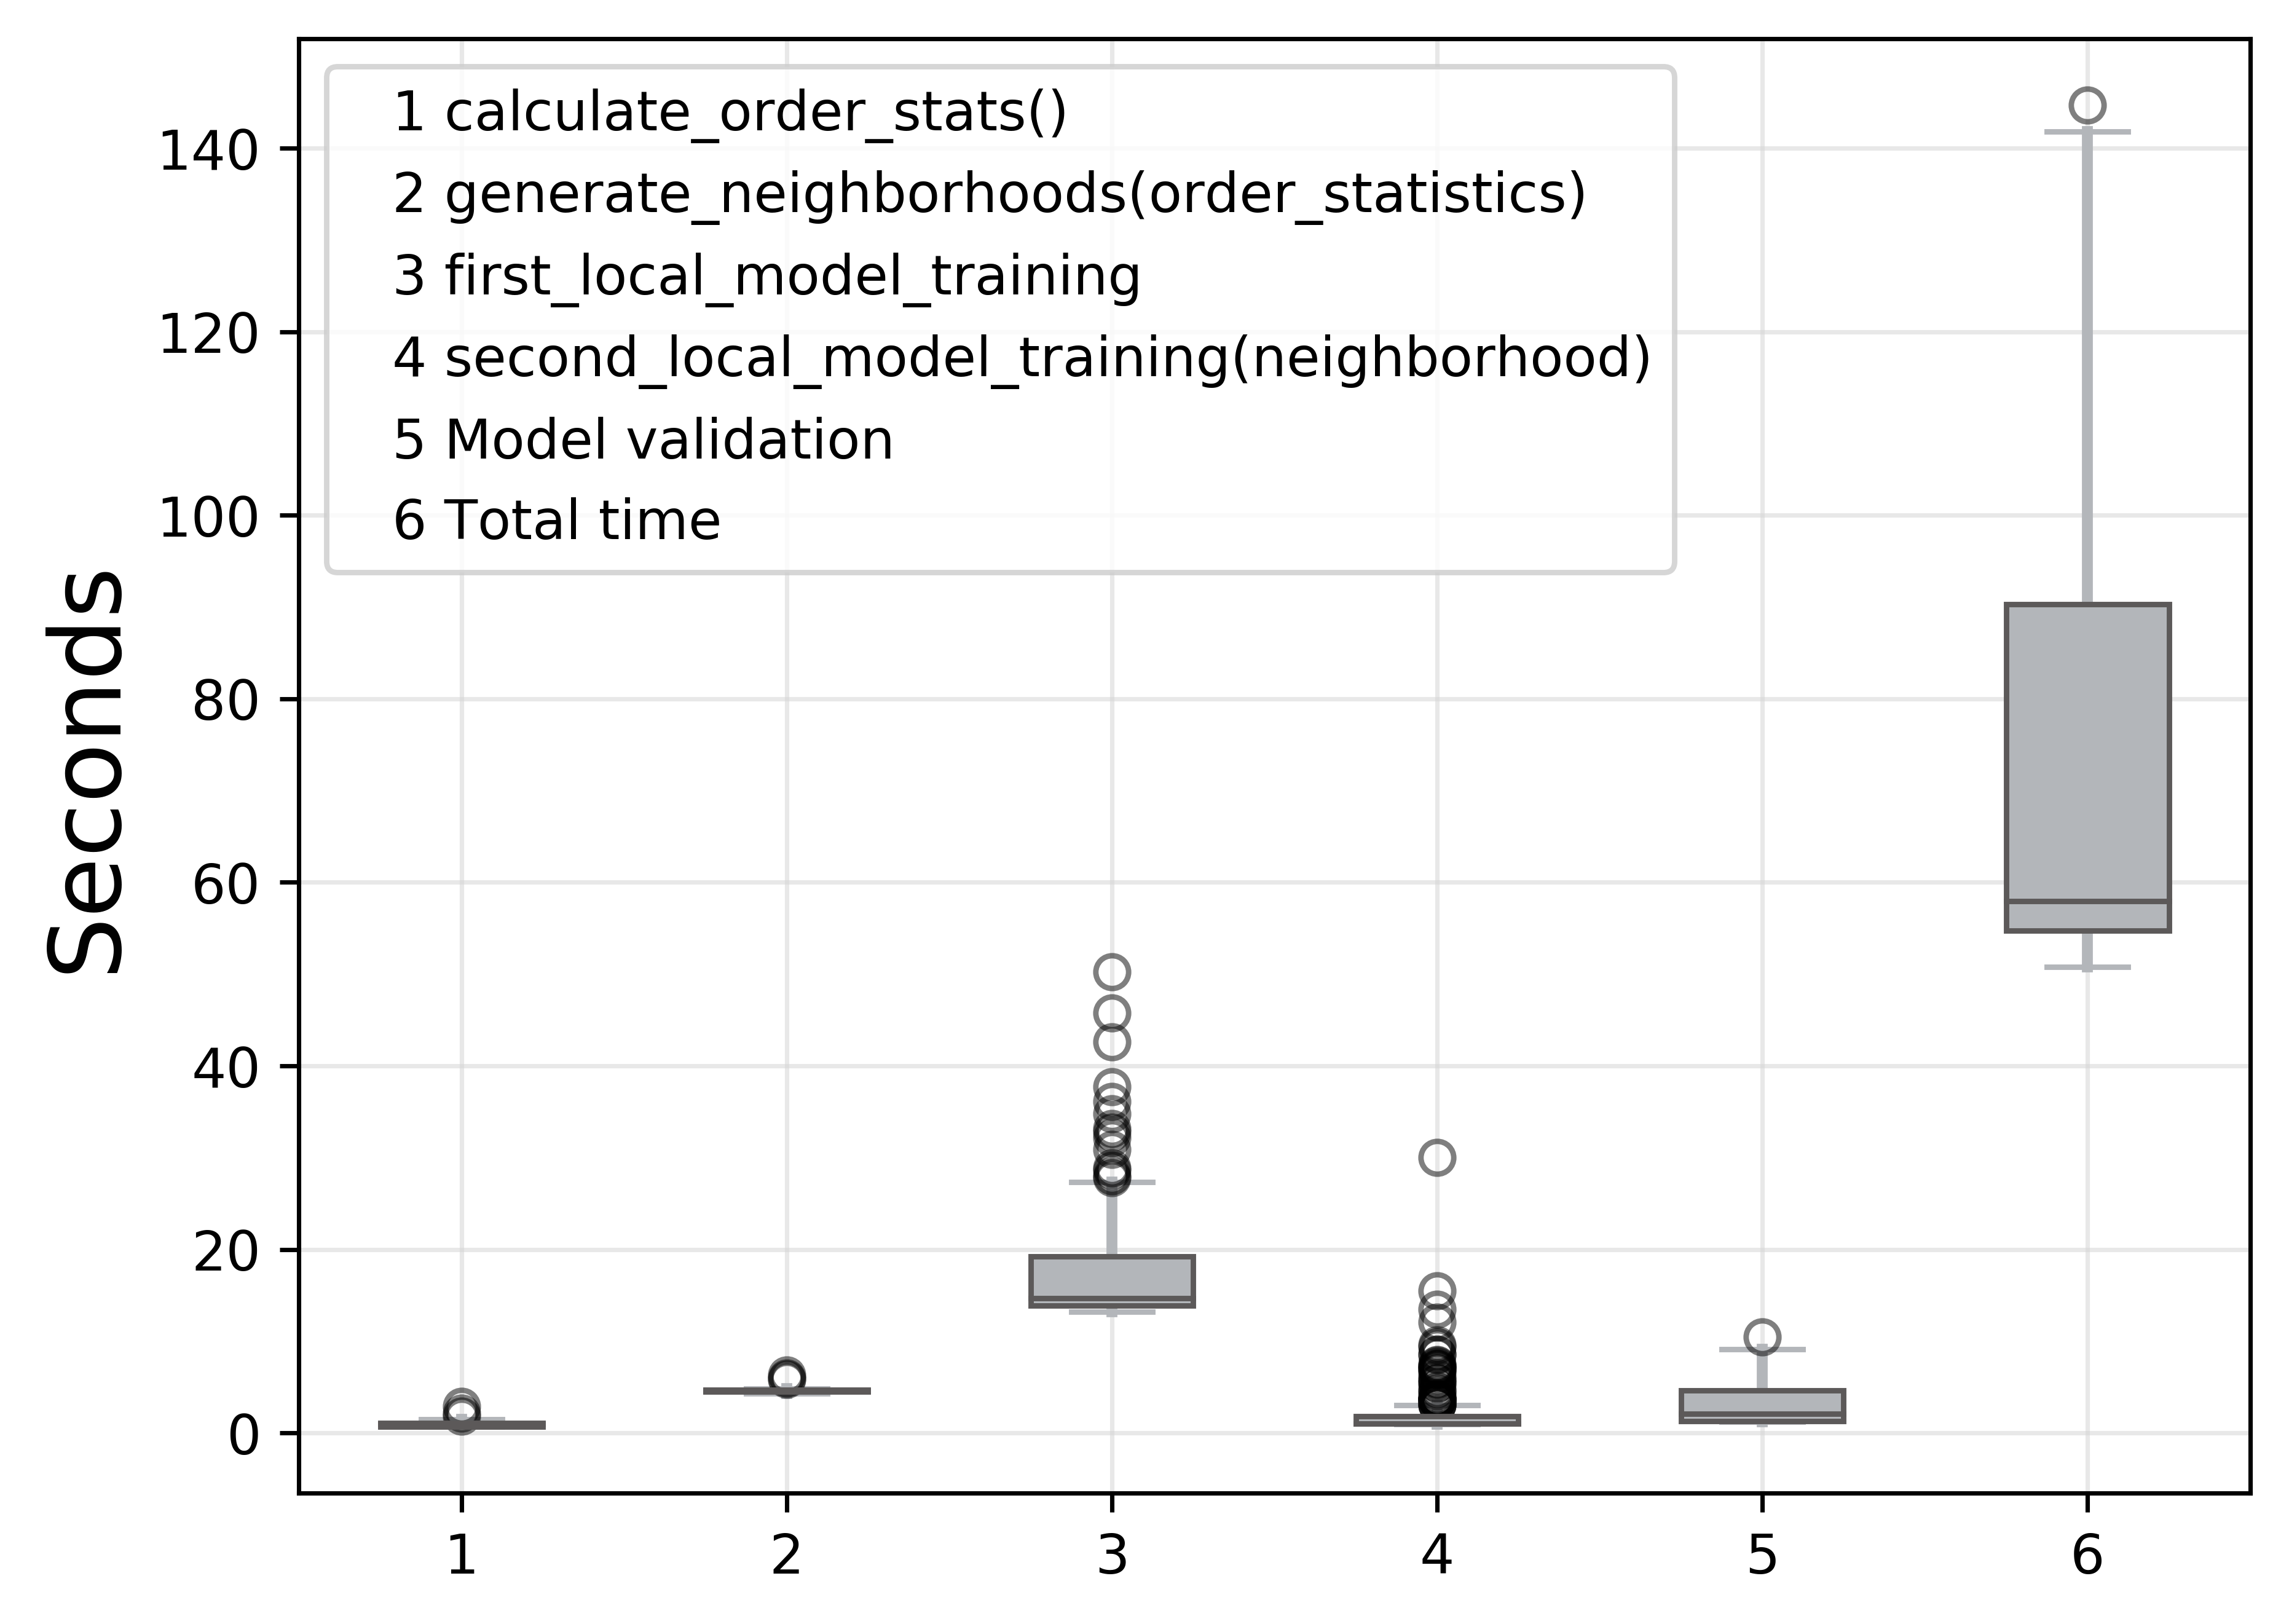 1 calculate_order_stats()
2 generate_neighborhoods(order_statistics)
3 first_local_model_training
4 second_local_model_training(neighborhood)
5 Model validation
6 Total time
Seconds
140
120
100
80
60
40
20
0
1 2 3 4 5 6